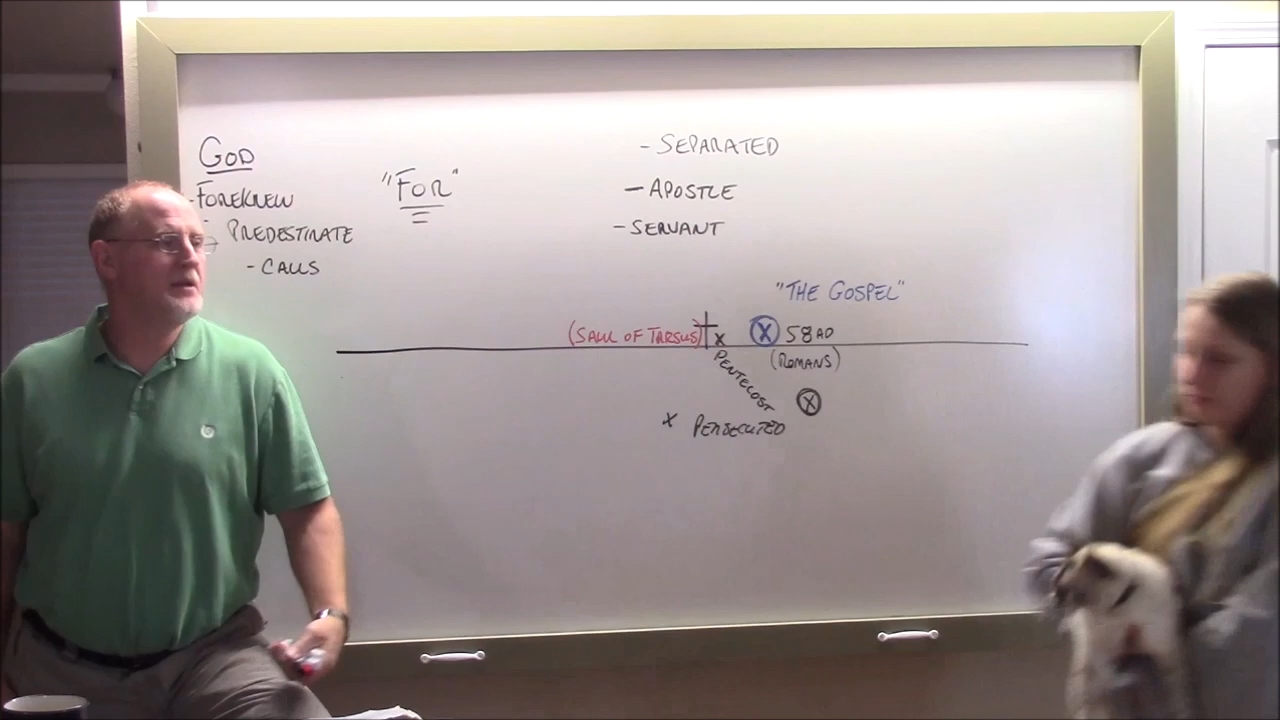 GOD
- FOREKNEW
PREDESTINATE
- CALLS
"FOR"
- SEPARATED
- APOSTLE
- SERVANT
"THE GOSPEL"
(SAUL OF TARSUS) x X 58 AD
(ROMANS)
PENTECOST
X
x PERSECUTED